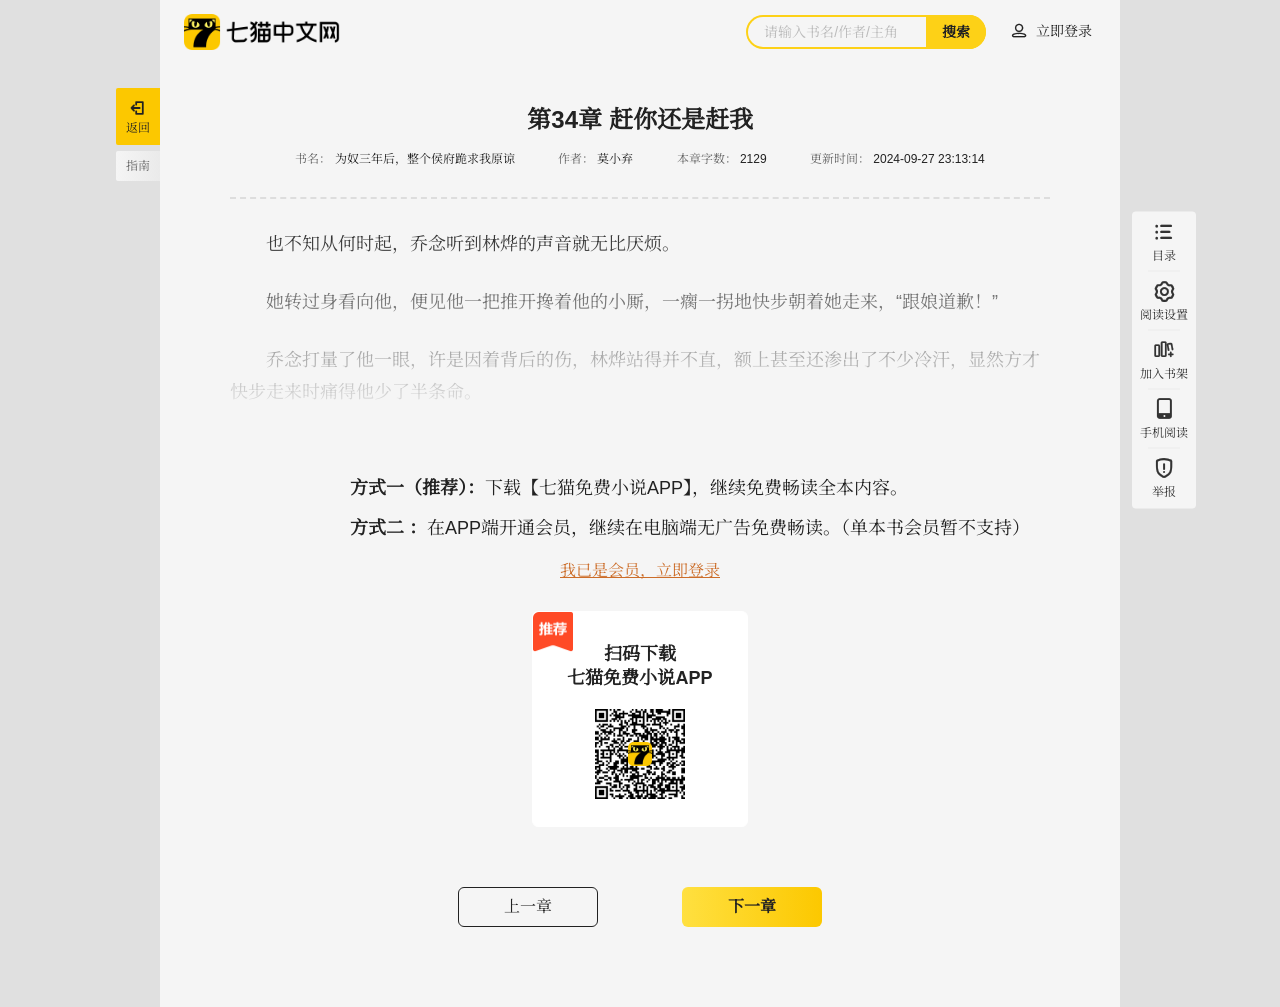 七猫中文网
请输入书名/作者/主角
搜索
立即登录
返回
指南
第34章 赶你还是赶我
书名： 为奴三年后，整个侯府跪求我原谅 作者： 莫小弃 本章字数： 2129 更新时间： 2024-09-27 23:13:14
也不知从何时起，乔念听到林烨的声音就无比厌烦。
她转过身看向他，便见他一把推开搀着他的小厮，一瘸一拐地快步朝着她走来，“跟娘道歉！”
乔念打量了他一眼，许是因着背后的伤，林烨站得并不直，额上甚至还渗出了不少冷汗，显然方才
快步走来时痛得他少了半条命。
目录
阅读设置
加入书架
手机阅读
举报
方式一（推荐）：下载【七猫免费小说APP】，继续免费畅读全本内容。
方式二 ： 在APP端开通会员，继续在电脑端无广告免费畅读。（单本书会员暂不支持）
我已是会员，立即登录
推荐
扫码下载
七猫免费小说APP
上一章
下一章